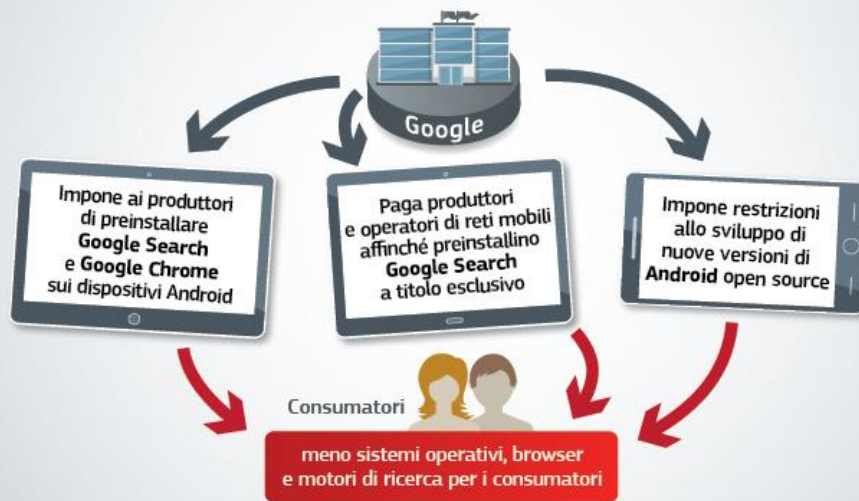 Google
Impone ai produttori
di preinstallare
Google Search
e Google Chrome
sui dispositivi Android
Paga produttori
e operatori di reti mobili
affinché preinstallino
Google Search
a titolo esclusivo
Impone restrizioni
allo sviluppo di
nuove versioni di
Android open source
Consumatori
meno sistemi operativi, browser
e motori di ricerca per i consumatori